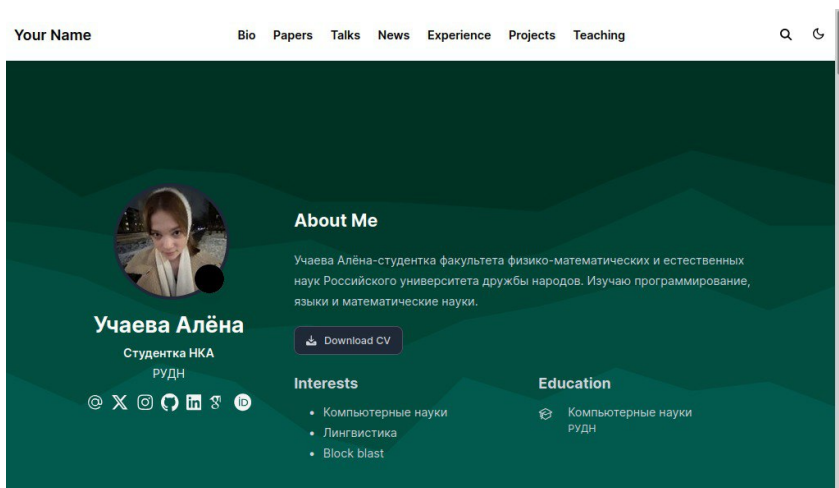 Your Name
Bio Papers Talks News Experience Projects Teaching
Учаева Алёна
Студентка НКА
РУДН
iD
About Me
Учаева Алёна-студентка факультета физико-математических и естественных
наук Российского университета дружбы народов. Изучаю программирование,
языки и математические науки.
Download CV
Interests
Компьютерные науки
Лингвистика
Block blast
Education
Компьютерные науки
РУДН